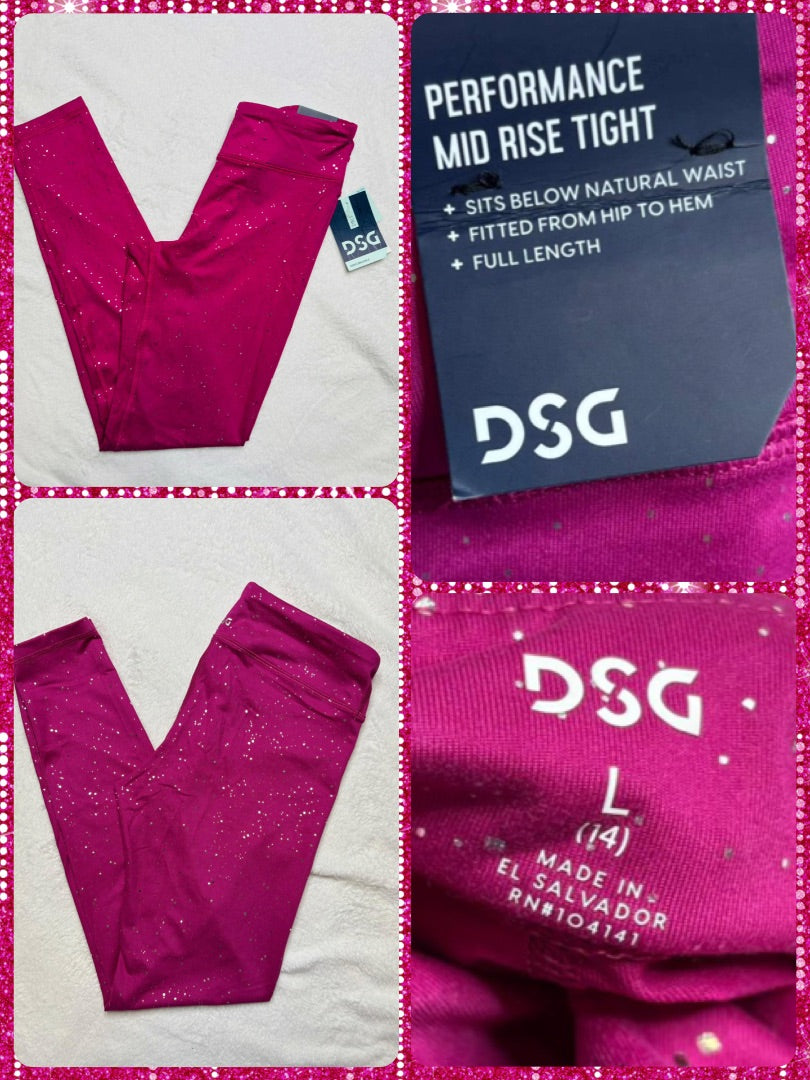 DSG
PERFORMANCE
MID RISE TIGHT
+ SITS BELOW NATURAL WAIST
+ FITTED FROM HIP TO HEM
+ FULL LENGTH
DSG
DSG
L
(14)
MADE IN
EL SALVADOR
RN#104141